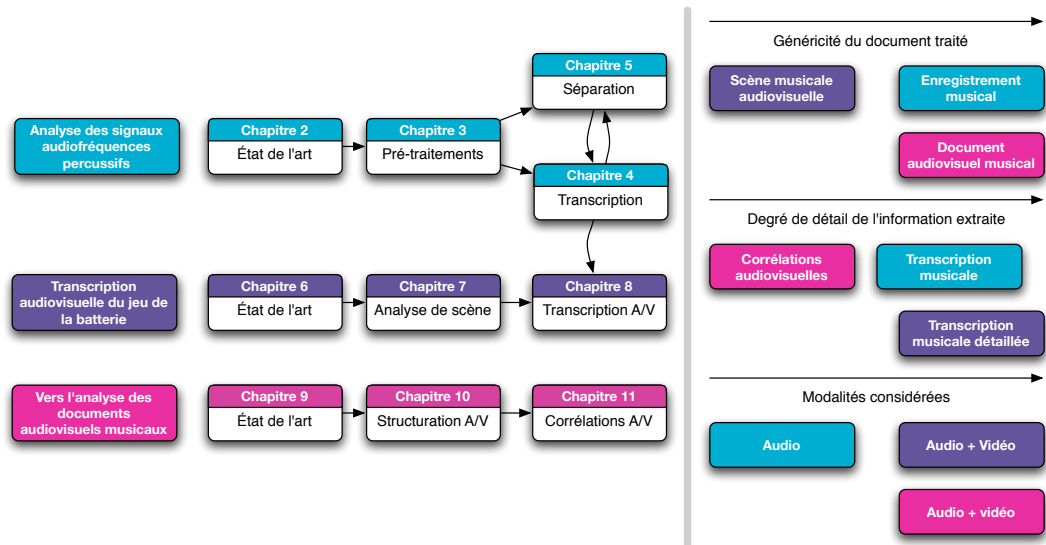 Analyse des signaux
audiofréquences
percussifs
Chapitre 2
État de l'art
Chapitre 3
Pré-traitements
Chapitre 5
Séparation
Chapitre 4
Transcription
Transcription
audiovisuelle du jeu de
la batterie
Chapitre 6
État de l'art
Chapitre 7
Analyse de scène
Chapitre 8
Transcription A/V
Vers l'analyse des
documents
audiovisuels musicaux
Chapitre 9
État de l'art
Chapitre 10
Structuration A/V
Chapitre 11
Corrélations A/V
Généricité du document traité
Scène musicale
audiovisuelle
Enregistrement
musical
Document
audiovisuel musical
Degré de détail de l'information extraite
Corrélations
audiovisuelles
Transcription
musicale
Transcription
musicale détaillée
Modalités considérées
Audio
Audio + Vidéo
Audio + vidéo